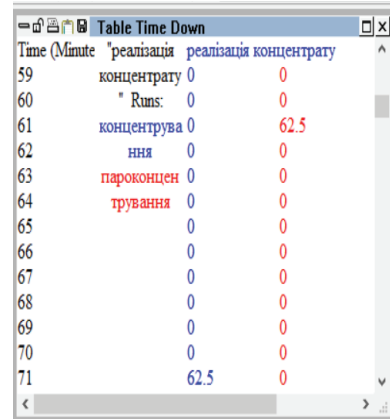 Table Time Down
Time (Minute "реалізація реалізація концентрату
59 концентрату 0 0
60 " Runs: 0 0
61 концентрува 0 62.5
62 ння 0 0
63 пароконцен 0 0
64 трування 0 0
65 0 0
66 0 0
67 0 0
68 0 0
69 0 0
70 0 0
71 62.5 0